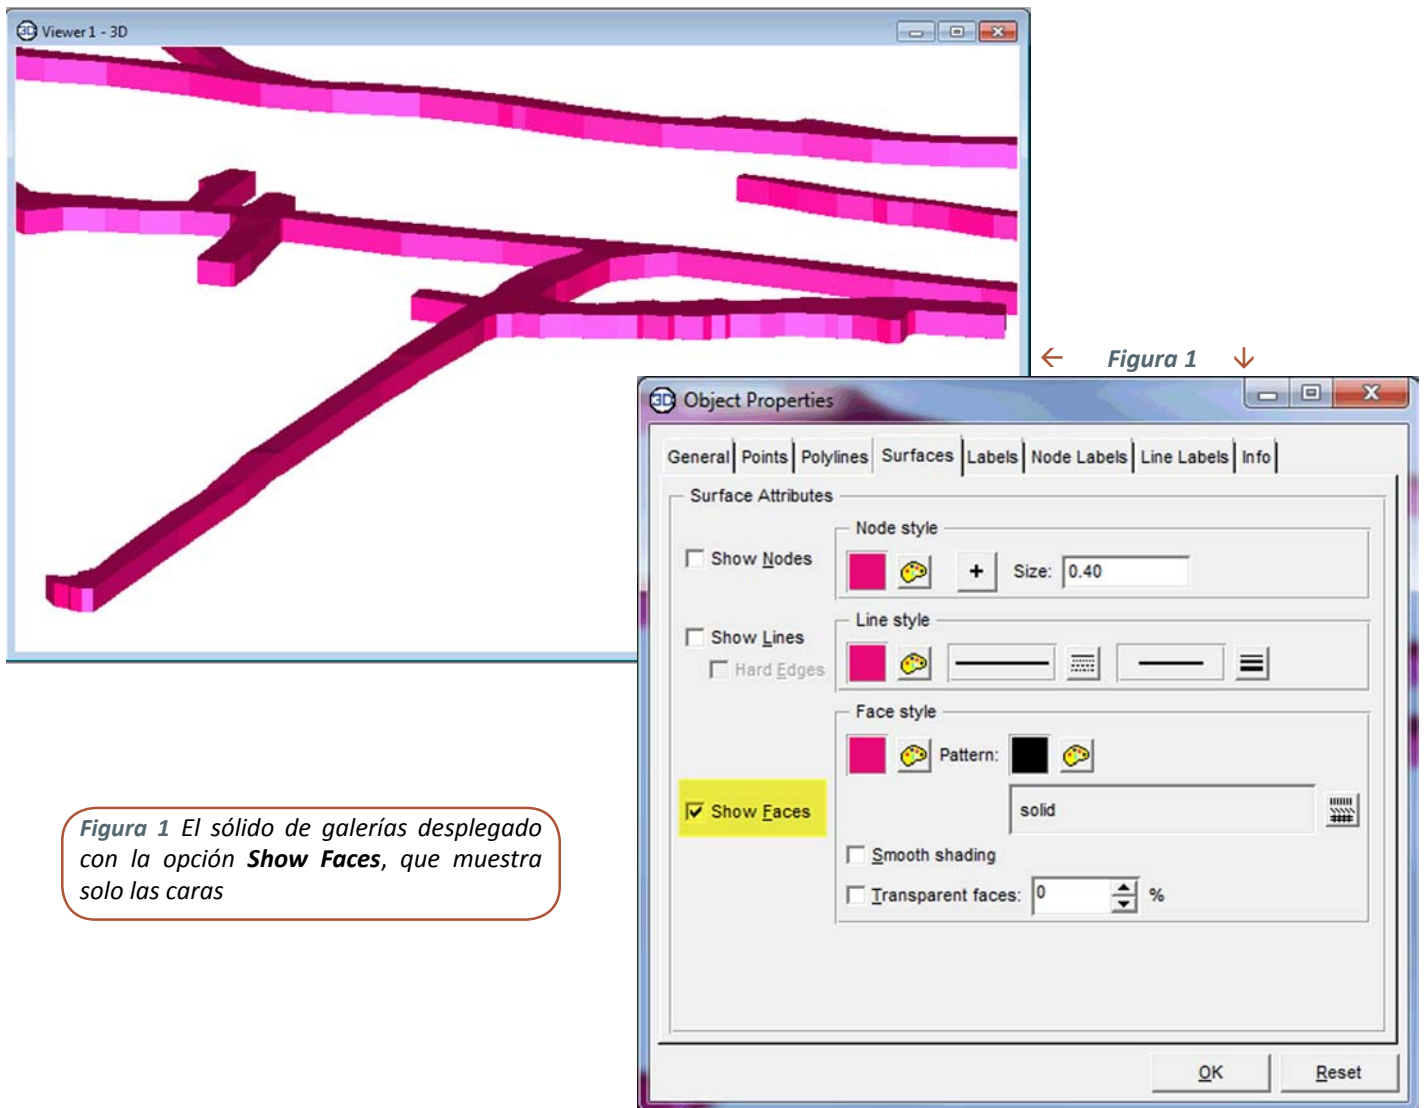 3D Viewer 1 - 3D
← Figura 1 ↓
3D Object Properties
General Points Polylines Surfaces Labels Node Labels Line Labels Info
Surface Attributes
Node style
Show Nodes
+ Size: 0.40
Line style
Show Lines
Hard Edges
Face style
Pattern:
Show Faces
solid
Smooth shading
Transparent faces: 0 %
OK Reset
Figura 1 El sólido de galerías desplegado
con la opción Show Faces, que muestra
solo las caras